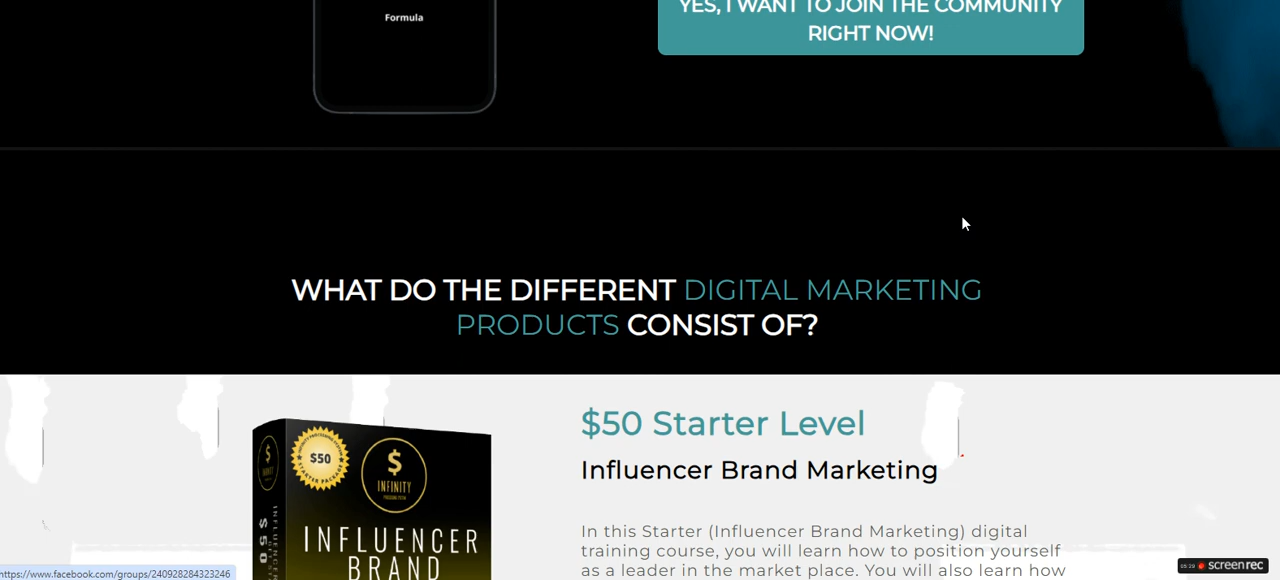 Formula
YES, I WANT TO JOIN THE COMMUNITY
RIGHT NOW!
WHAT DO THE DIFFERENT DIGITAL MARKETING
PRODUCTS CONSIST OF?
$50 Starter Level
Influencer Brand Marketing
In this Starter (Influencer Brand Marketing) digital
training course, you will learn how to position yourself
as a leader in the market place. You will also learn how
$50
$
INFINITY
INFLUENCER
BRAND
$50
https://www.facebook.com/groups/240928284323246
05:29 screenrec